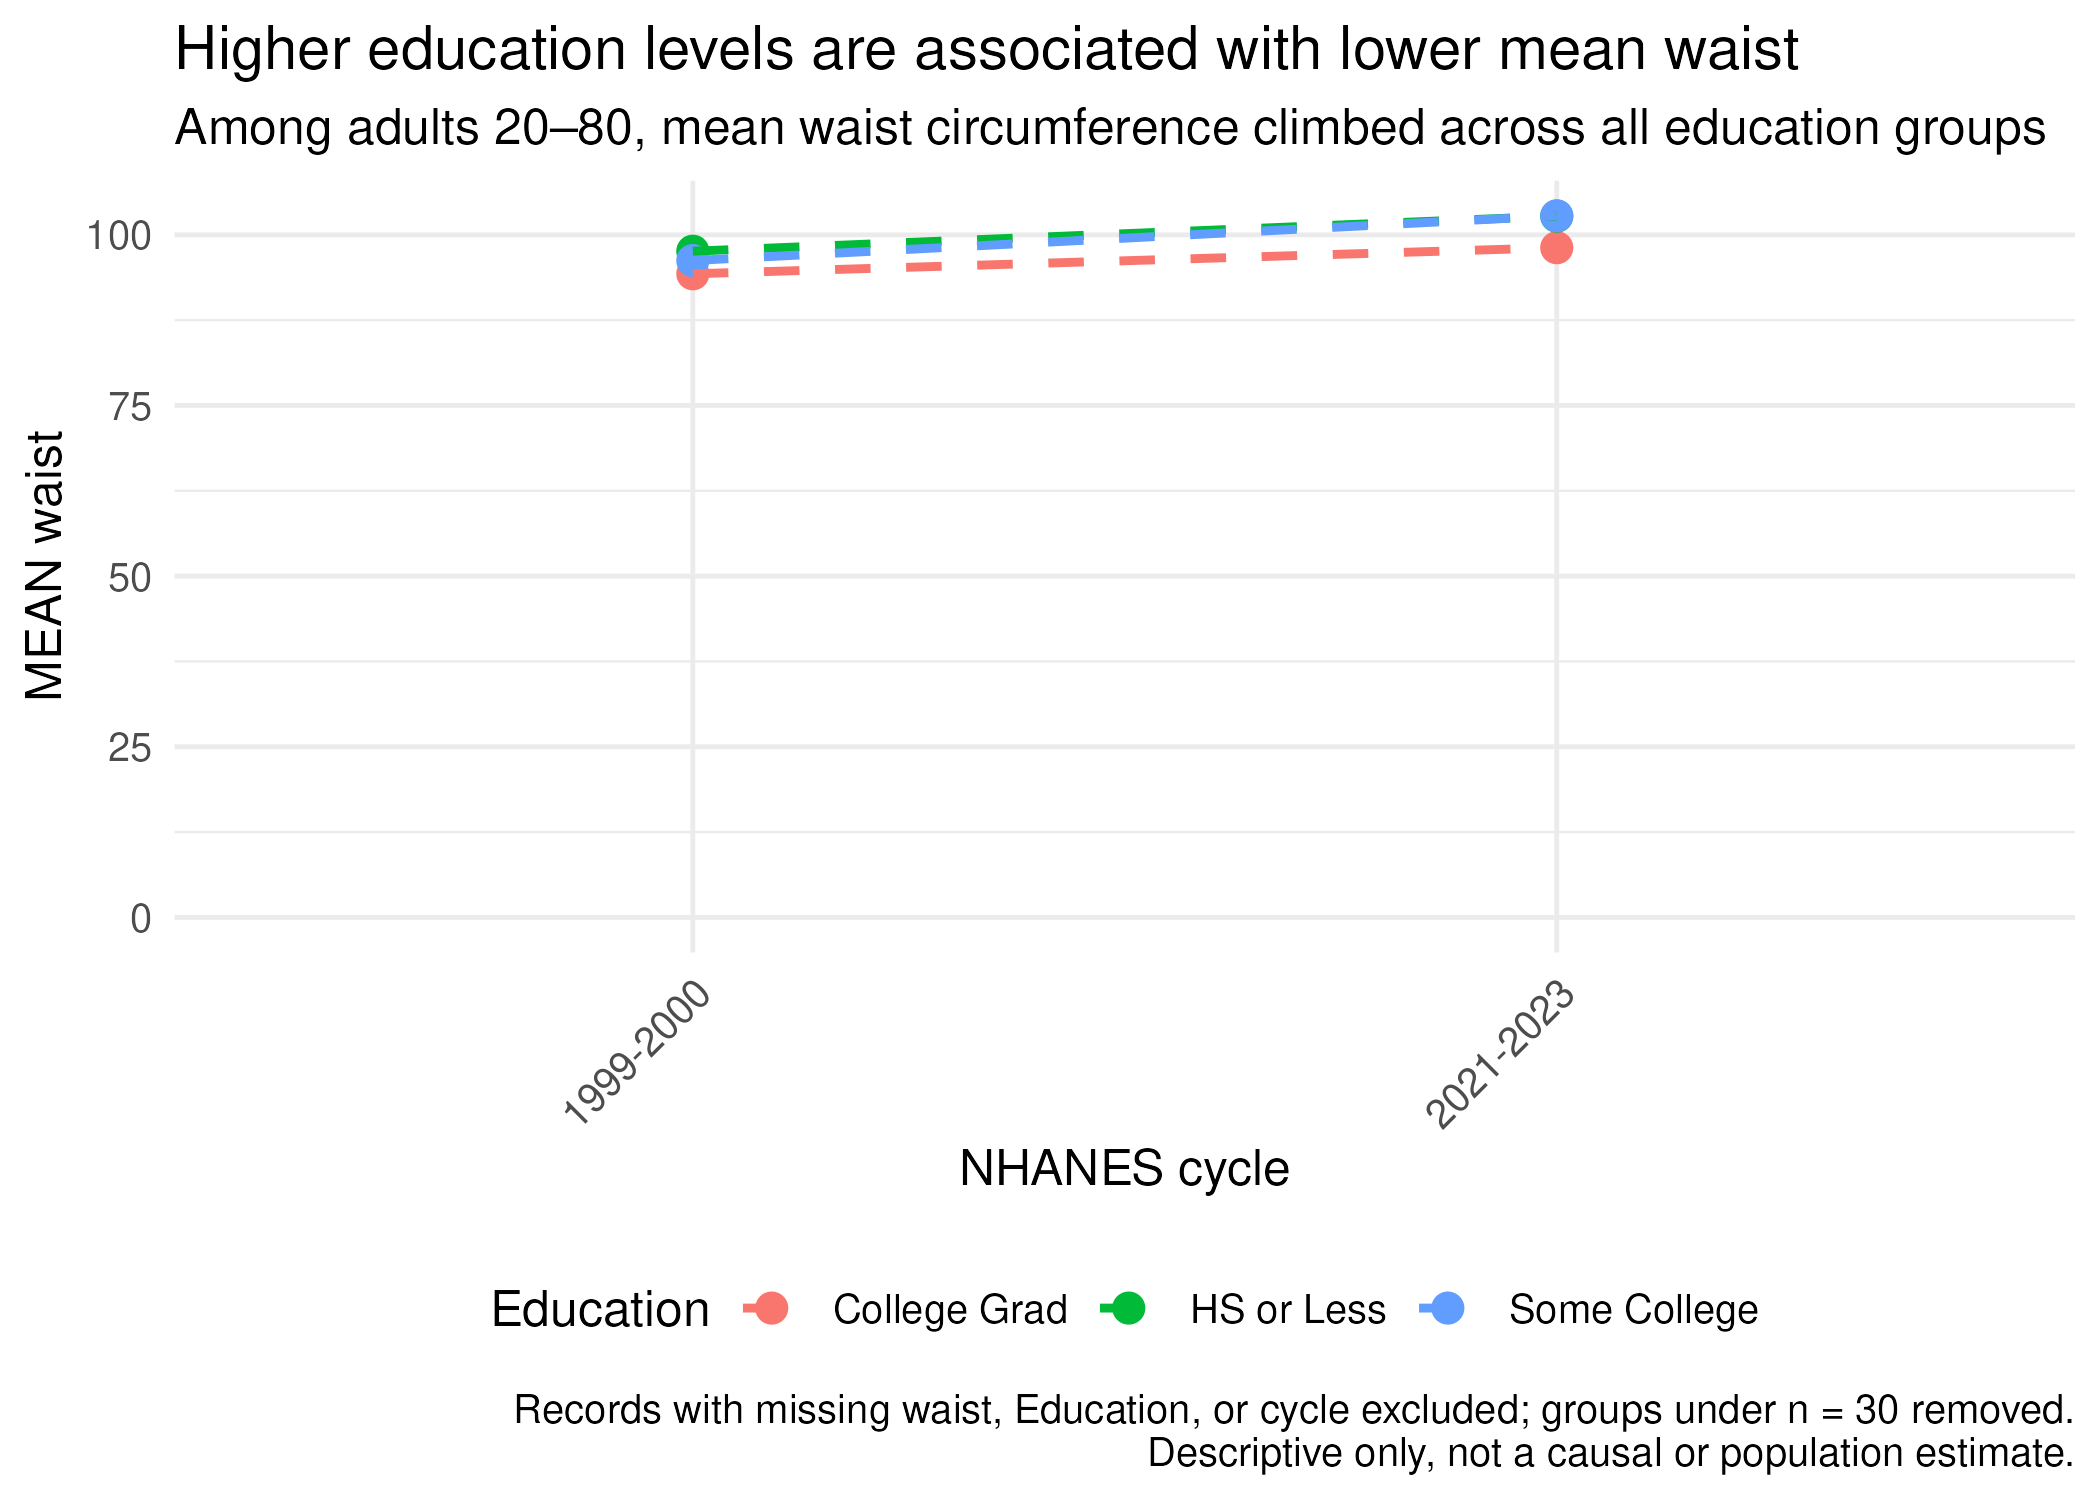 Higher education levels are associated with lower mean waist
Among adults 20–80, mean waist circumference climbed across all education groups
MEAN waist
100
75
50
25
0
1999-2000
2021-2023
NHANES cycle
Education
College Grad
HS or Less
Some College
Records with missing waist, Education, or cycle excluded; groups under n = 30 removed.
Descriptive only, not a causal or population estimate.